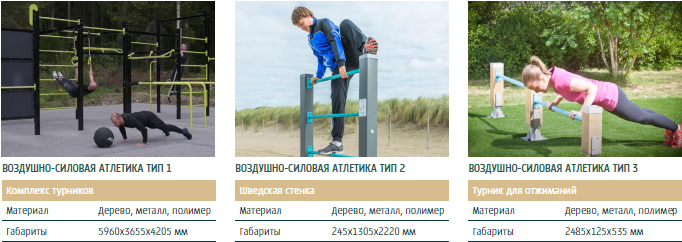 ВОЗДУШНО-СИЛОВАЯ АТЛЕТИКА ТИП 1
Комплекс турников
Материал Дерево, металл, полимер
Габариты 5960х3655х4205 мм
ВОЗДУШНО-СИЛОВАЯ АТЛЕТИКА ТИП 2
Шведская стенка
Материал Дерево, металл, полимер
Габариты 245х1305х2220 мм
ВОЗДУШНО-СИЛОВАЯ АТЛЕТИКА ТИП 3
Турник для отжиманий
Материал Дерево, металл, полимер
Габариты 2485х125х535 мм